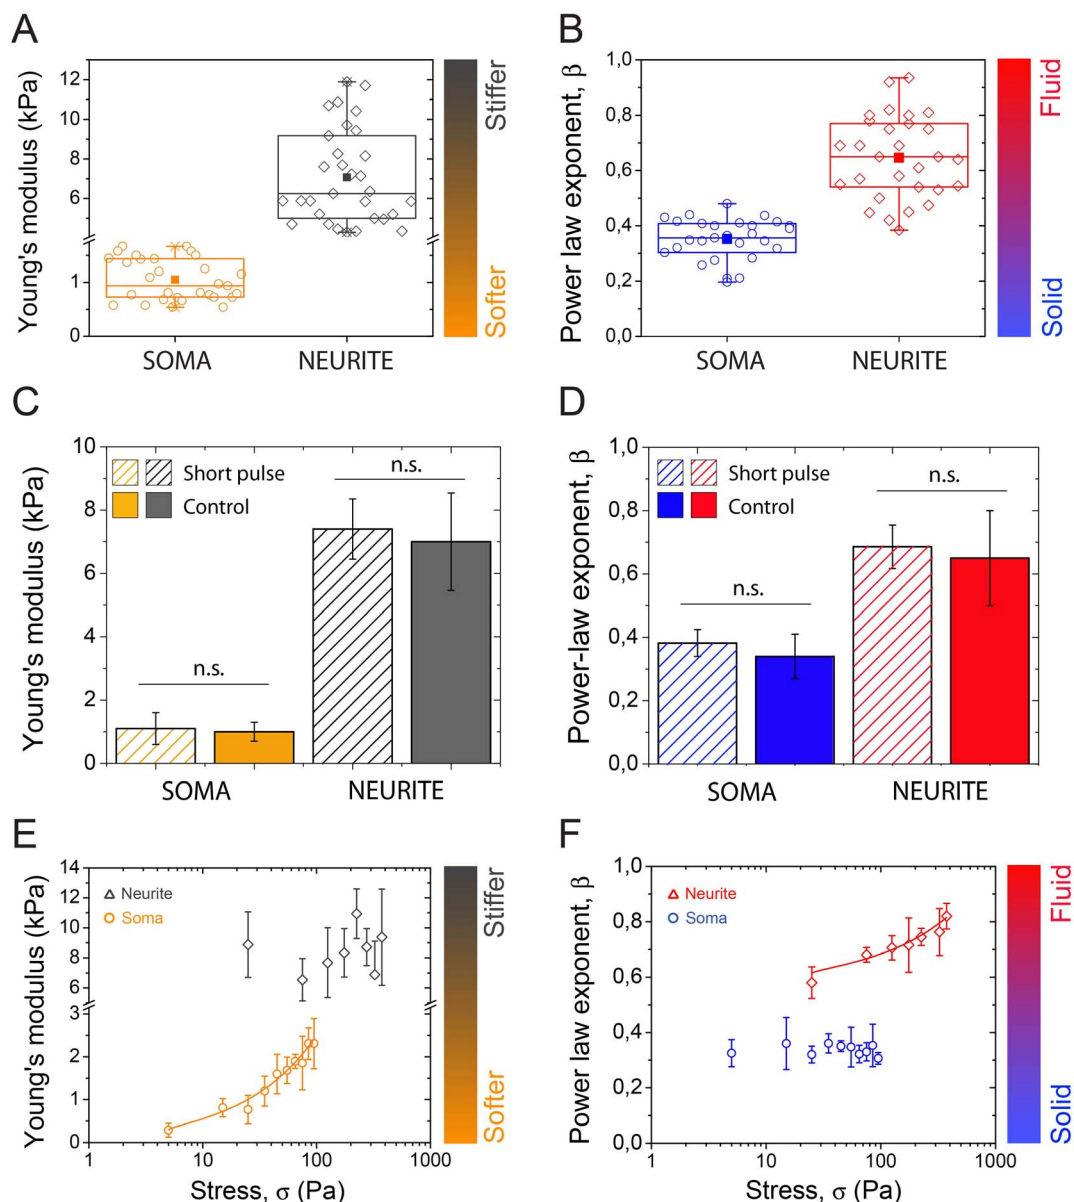 A
Young's modulus (kPa)
12
10
8
6
4
1
0
SOMA
NEURITE
Stiffer
Softer
B
Power law exponent, β
1,0
0,8
0,6
0,4
0,2
0,0
SOMA
NEURITE
Fluid
Solid
C
Young's modulus (kPa)
10
8
6
4
2
0
Short pulse
Control
n.s.
n.s.
SOMA
NEURITE
D
Power-law exponent, β
1,0
0,8
0,6
0,4
0,2
0,0
Short pulse
Control
n.s.
n.s.
SOMA
NEURITE
E
Young's modulus (kPa)
14
12
10
8
6
3
2
1
0
Neurite
Soma
1
10
100
1000
Stress, σ (Pa)
Stiffer
Softer
F
Power law exponent, β
1,0
0,8
0,6
0,4
0,2
0,0
Neurite
Soma
1
10
100
1000
Stress, σ (Pa)
Fluid
Solid